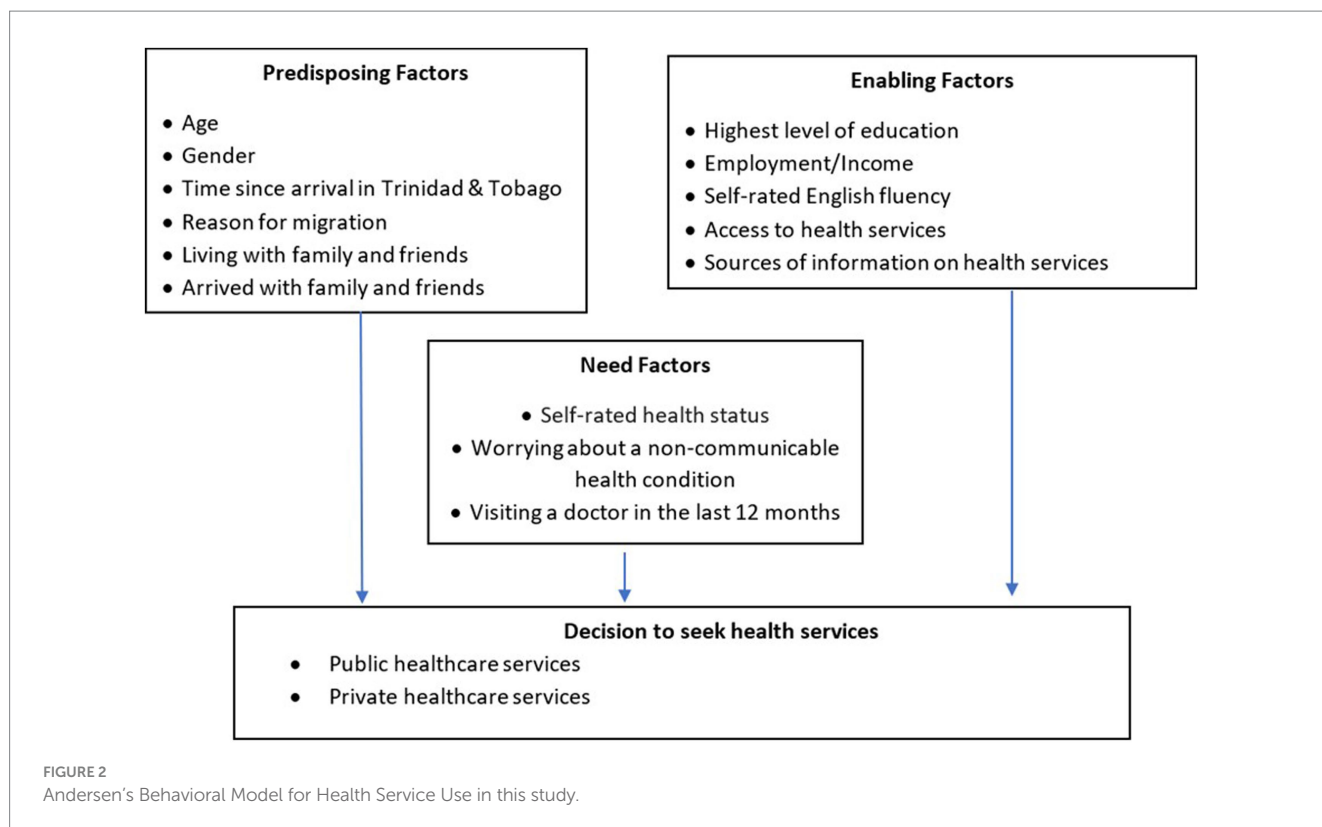 Predisposing Factors
• Age
• Gender
• Time since arrival in Trinidad & Tobago
• Reason for migration
• Living with family and friends
• Arrived with family and friends
Enabling Factors
• Highest level of education
• Employment/Income
• Self-rated English fluency
• Access to health services
• Sources of information on health services
Need Factors
• Self-rated health status
• Worrying about a non-communicable
health condition
• Visiting a doctor in the last 12 months
Decision to seek health services
• Public healthcare services
• Private healthcare services
FIGURE 2
Andersen's Behavioral Model for Health Service Use in this study.